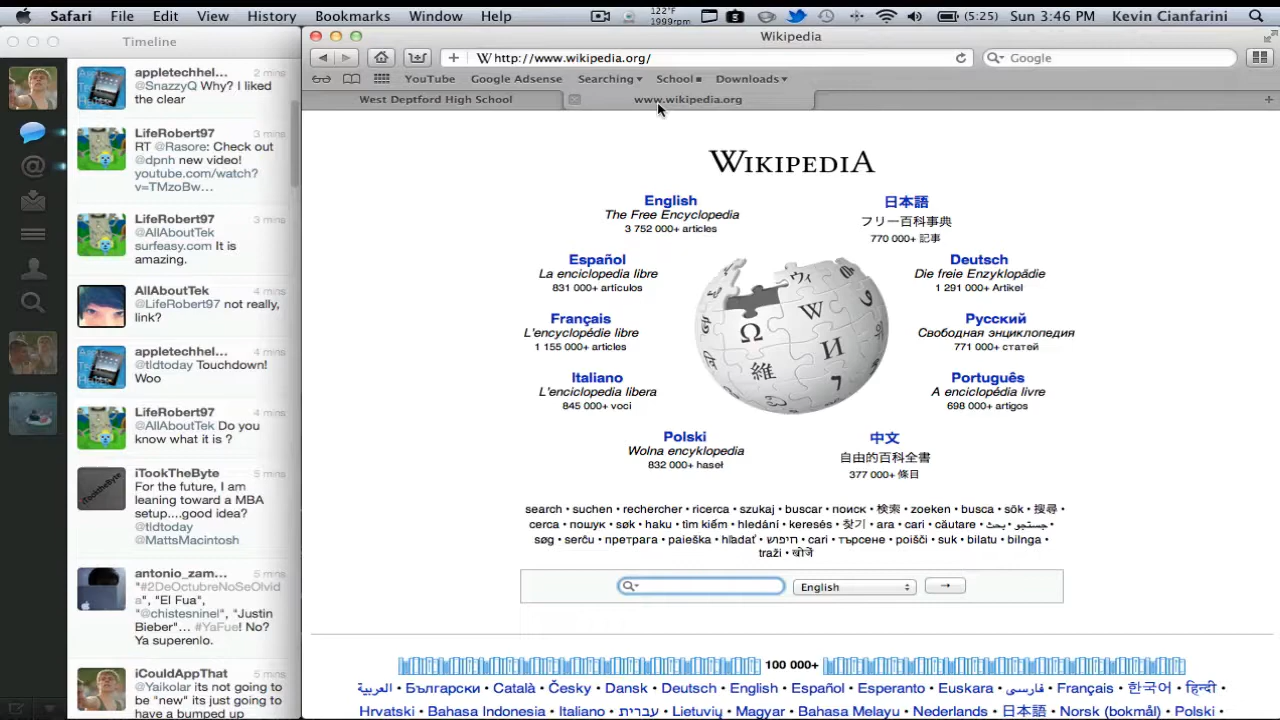 Safari File Edit View History Bookmarks Window Help 122°F 1999rpm (5:25) Sun 3:46 PM Kevin Cianfarini
Timeline
appletechhel... 2 mins
@SnazzyQ Why? I liked
the clear
LifeRobert97 3 mins
RT @Rasore: Check out
@dpnh new video!
youtube.com/watch?
v=TMzoBw...
LifeRobert97 3 mins
@AllAboutTek
surfeasy.com It is
amazing.
AllAboutTek 4 mins
@LifeRobert97 not really,
link?
appletechhel... 4 mins
@tldtoday Touchdown!
Woo
LifeRobert97 4 mins
@AllAboutTek Do you
know what it is ?
iTookTheByte 5 mins
For the future, I am
leaning toward a MBA
setup....good idea?
@tldtoday
@MattsMacintosh
antonio_zam... 5 mins
"#2DeOctubreNoSeOlvid
a", "El Fua",
"@chistesninel", "Justin
Bieber"... #YaFue! No?
Ya superenlo.
iCouldAppThat 5 mins
@Yaikolar its not going to
be "new" its just going to
have a bumped up
Wikipedia
W http://www.wikipedia.org/ Google
YouTube Google Adsense Searching School Downloads
West Deptford High School www.wikipedia.org
WIKIPEDIA
English
The Free Encyclopedia
3 752 000+ articles
日本語
フリー百科事典
770 000+ 記事
Español
La enciclopedia libre
831 000+ artículos
Deutsch
Die freie Enzyklopädie
1 291 000+ Artikel
Français
L'encyclopédie libre
1 155 000+ articles
Русский
Свободная энциклопедия
771 000+ статей
Italiano
L'enciclopedia libera
845 000+ voci
Português
A enciclopédia livre
698 000+ artigos
Polski
Wolna encyklopedia
832 000+ haseł
中文
自由的百科全書
377 000+ 條目
search • suchen • rechercher • ricerca • szukaj • buscar • поиск • 検索 • zoeken • busca • sök • 搜尋 •
cerca • пошук • søk • haku • tìm kiếm • hledání • keresés • 찾기 • ara • cari • căutare • بحث • جستجو •
søg • serĉu • претрага • paieška • hľadať • חיפוש • cari • търсене • poišči • suk • bilatu • bilnga •
traži • खोजें
English →
100 000+
العربية • Български • Català • Česky • Dansk • Deutsch • English • Español • Esperanto • Euskara • فارسی • Français • 한국어 • हिन्दी •
Hrvatski • Bahasa Indonesia • Italiano • עברית • Lietuvių • Magyar • Bahasa Melayu • Nederlands • 日本語 • Norsk (bokmål) • Polski •